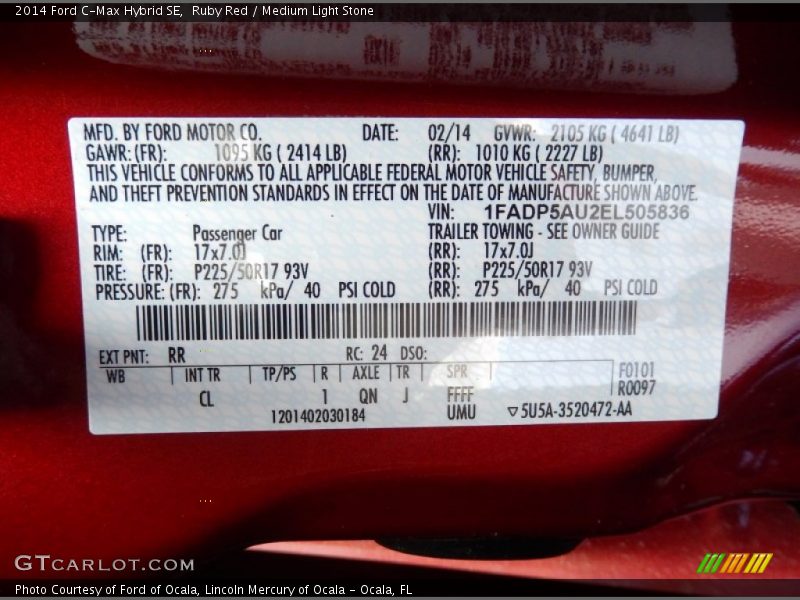 2014 Ford C-Max Hybrid SE, Ruby Red / Medium Light Stone
MFD. BY FORD MOTOR CO. DATE: 02/14 GVWR: 2105 KG ( 4641 LB)
GAWR: (FR): 1095 KG ( 2414 LB) (RR): 1010 KG ( 2227 LB)
THIS VEHICLE CONFORMS TO ALL APPLICABLE FEDERAL MOTOR VEHICLE SAFETY, BUMPER,
AND THEFT PREVENTION STANDARDS IN EFFECT ON THE DATE OF MANUFACTURE SHOWN ABOVE.
VIN: 1FADP5AU2EL505836
TYPE: Passenger Car TRAILER TOWING - SEE OWNER GUIDE
RIM: (FR): 17x7.0J (RR): 17x7.0J
TIRE: (FR): P225/50R17 93V (RR): P225/50R17 93V
PRESSURE: (FR): 275 kPa/ 40 PSI COLD (RR): 275 kPa/ 40 PSI COLD
EXT PNT: RR RC: 24 DSO:
WB INT TR TP/PS R AXLE TR SPR F0101
CL 1 QN J FFFF R0097
1201402030184 UMU ▽5U5A-3520472-AA
GTCARLOT.COM
Photo Courtesy of Ford of Ocala, Lincoln Mercury of Ocala - Ocala, FL